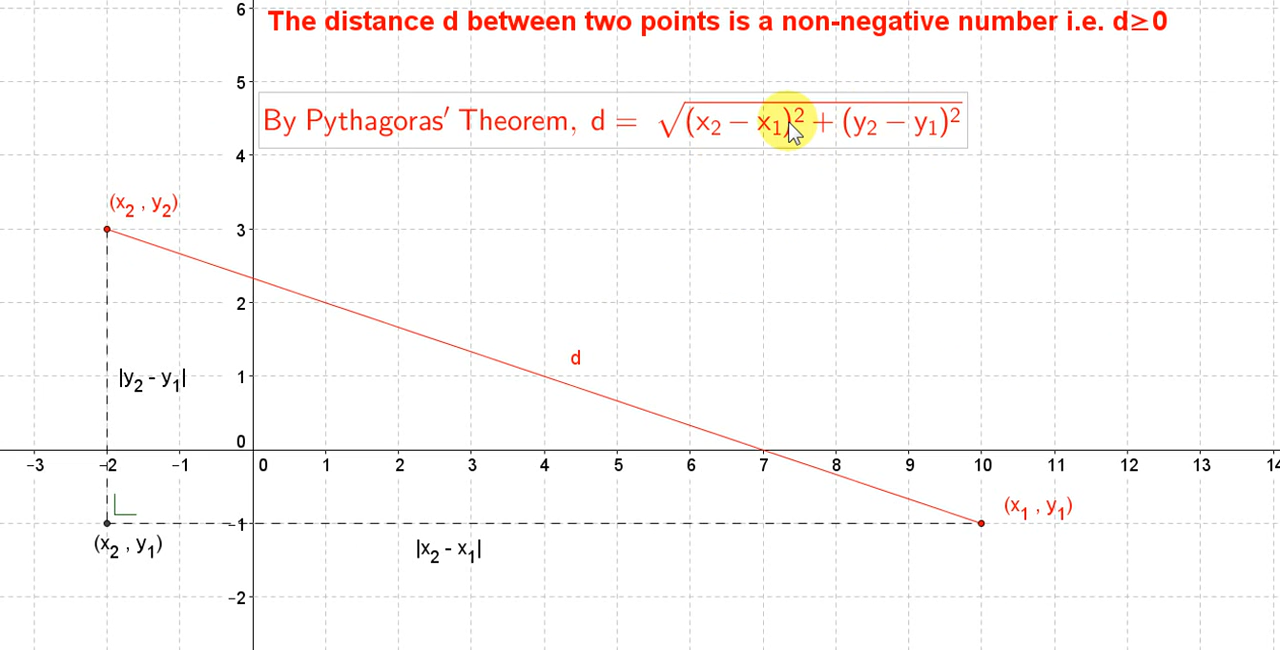 6
The distance d between two points is a non-negative number i.e. d≥0
5
By Pythagoras' Theorem, d = √(x₂ − x₁)² + (y₂ − y₁)²
4
(x₂ , y₂)
3
2
d
|y₂ - y₁|
1
0
−3 −2 −1 0 1 2 3 4 5 6 7 8 9 10 11 12 13 14
(x₁ , y₁)
−1
(x₂ , y₁)
|x₂ - x₁|
−2